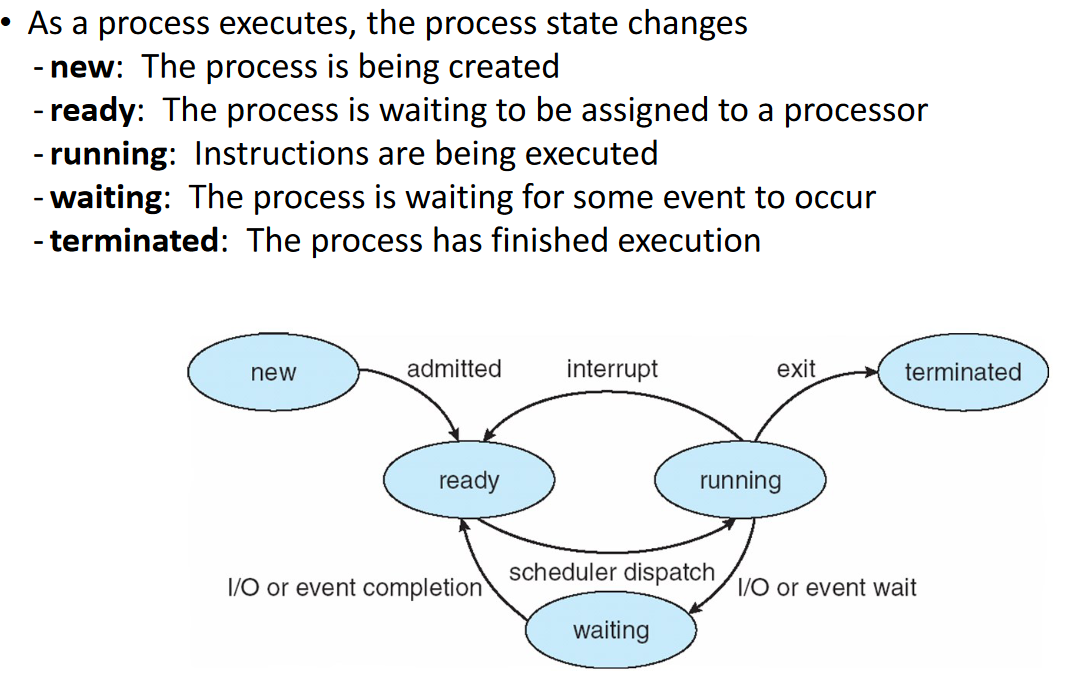 • As a process executes, the process state changes
- new: The process is being created
- ready: The process is waiting to be assigned to a processor
- running: Instructions are being executed
- waiting: The process is waiting for some event to occur
- terminated: The process has finished execution
new
admitted
interrupt
exit
terminated
ready
running
I/O or event completion
scheduler dispatch
I/O or event wait
waiting